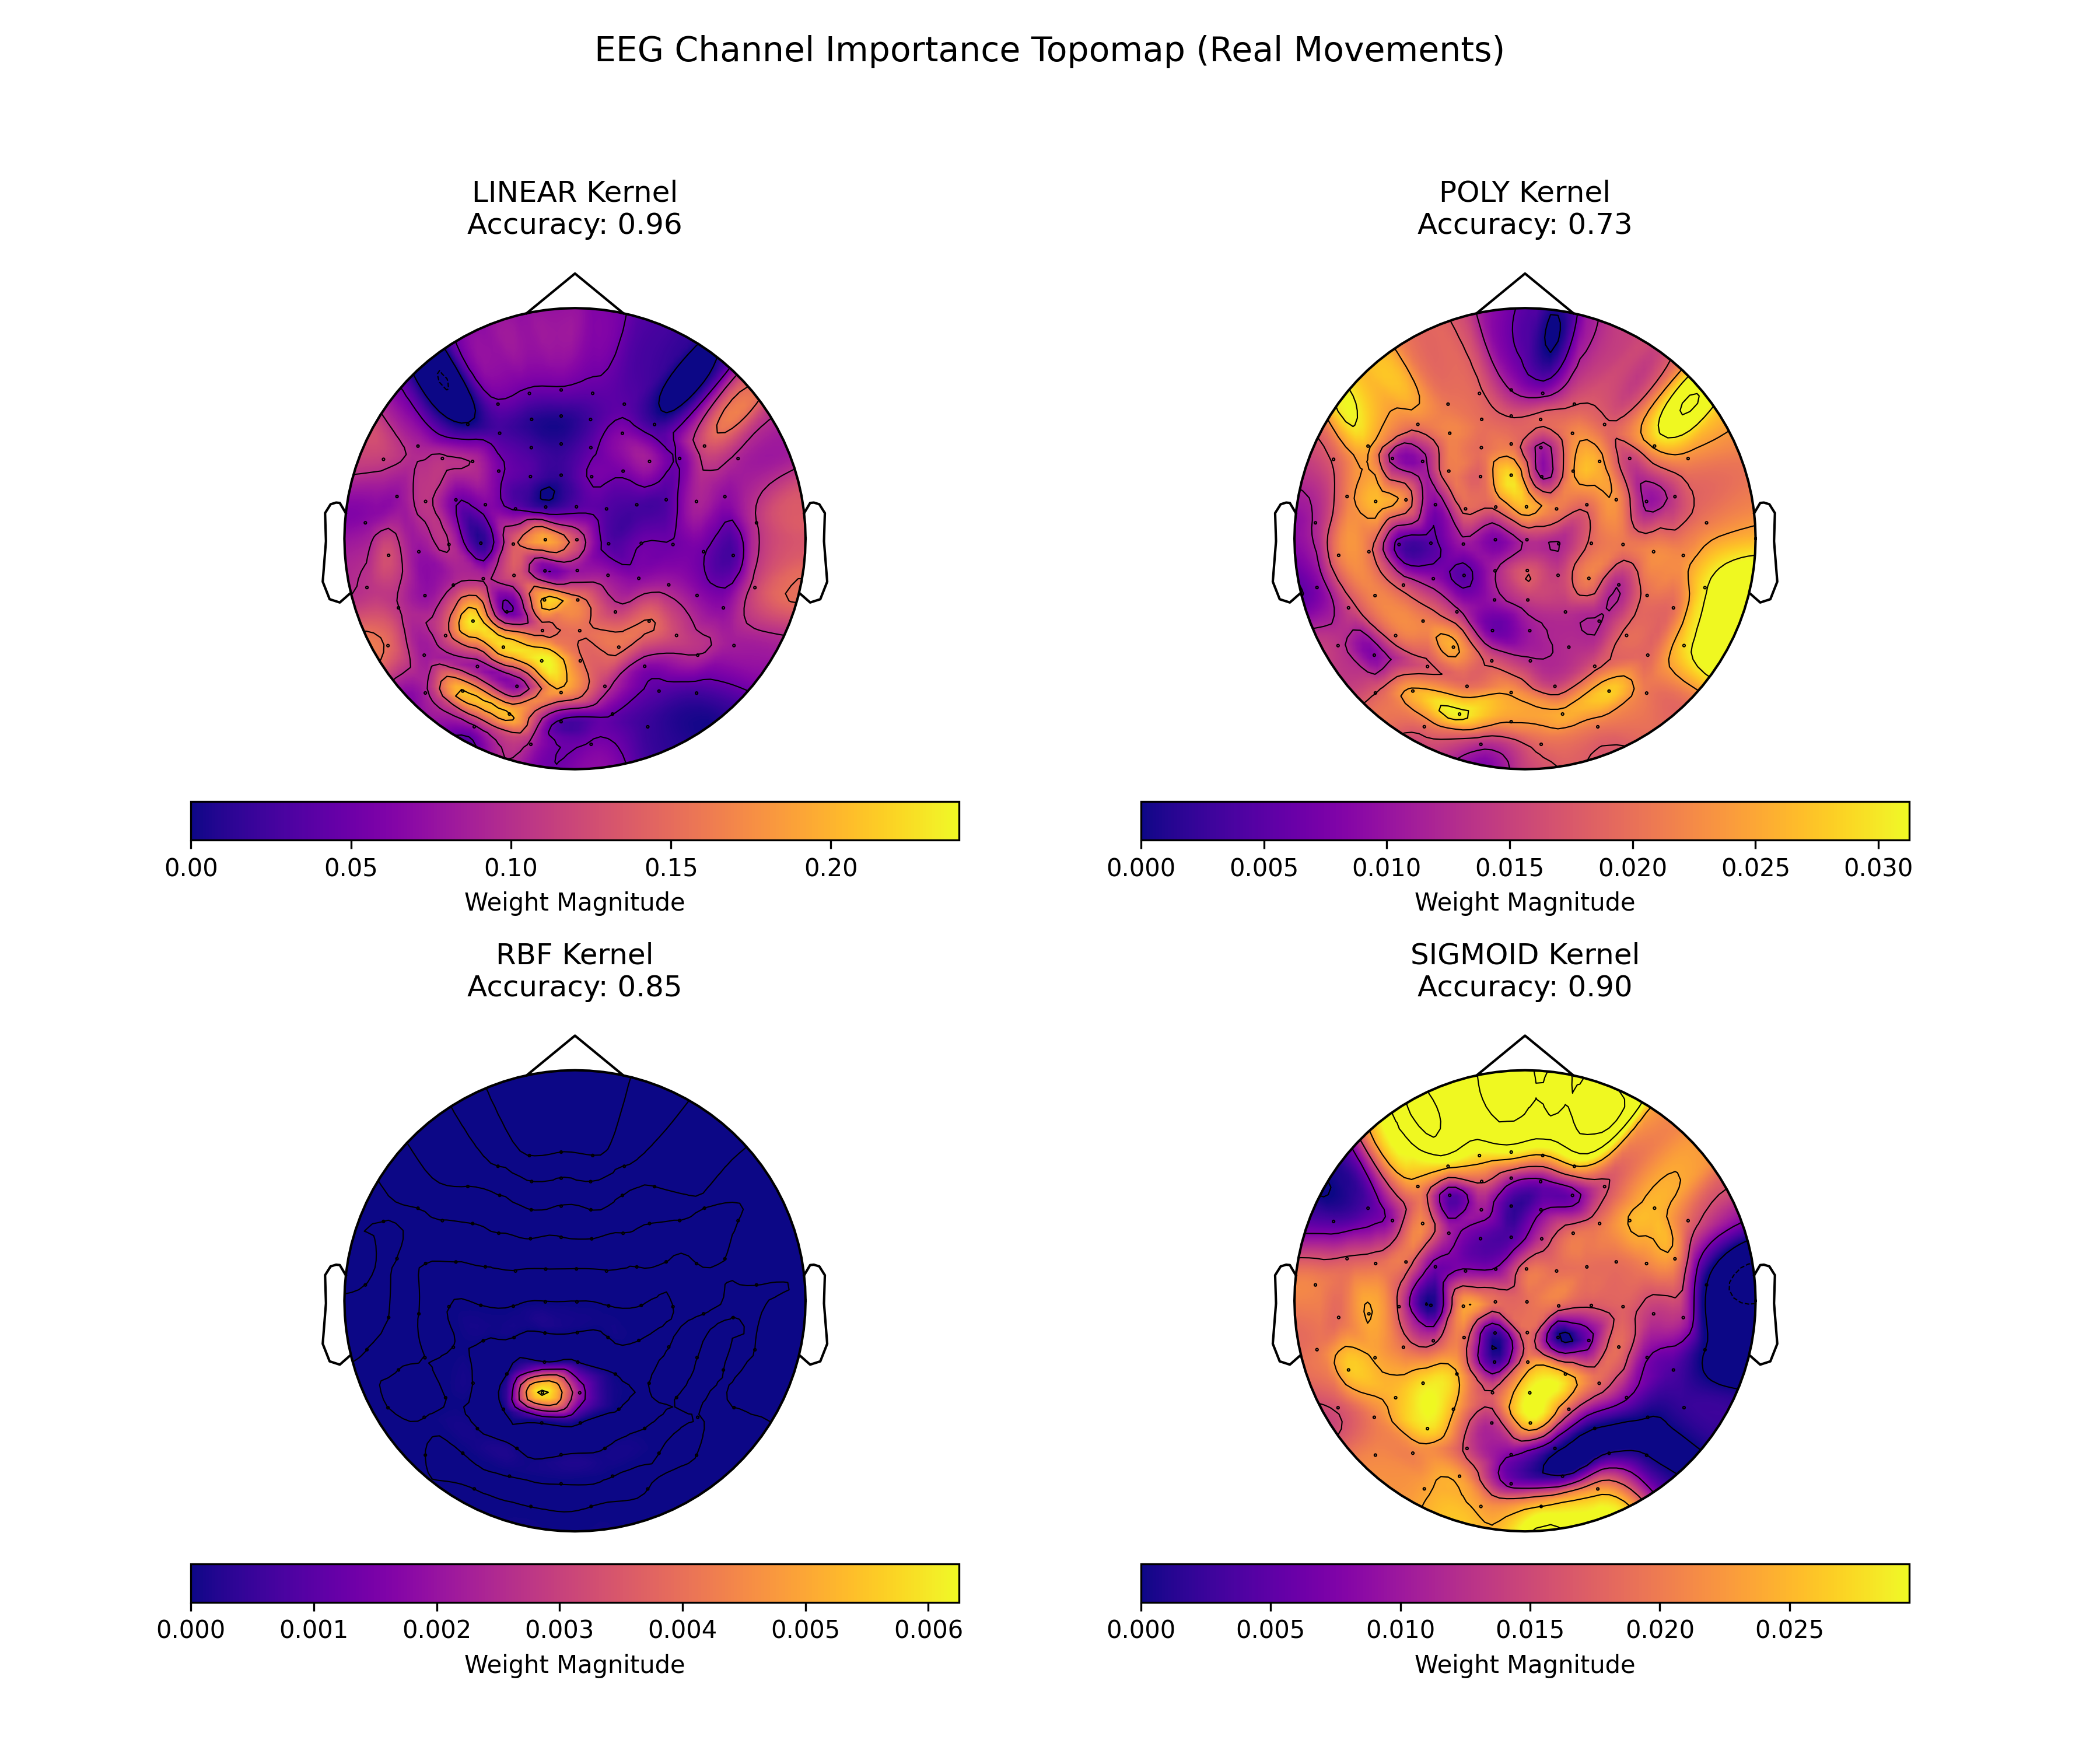 EEG Channel Importance Topomap (Real Movements)
LINEAR Kernel
Accuracy: 0.96
POLY Kernel
Accuracy: 0.73
0.00 0.05 0.10 0.15 0.20
Weight Magnitude
0.000 0.005 0.010 0.015 0.020 0.025 0.030
Weight Magnitude
RBF Kernel
Accuracy: 0.85
SIGMOID Kernel
Accuracy: 0.90
0.000 0.001 0.002 0.003 0.004 0.005 0.006
Weight Magnitude
0.000 0.005 0.010 0.015 0.020 0.025
Weight Magnitude